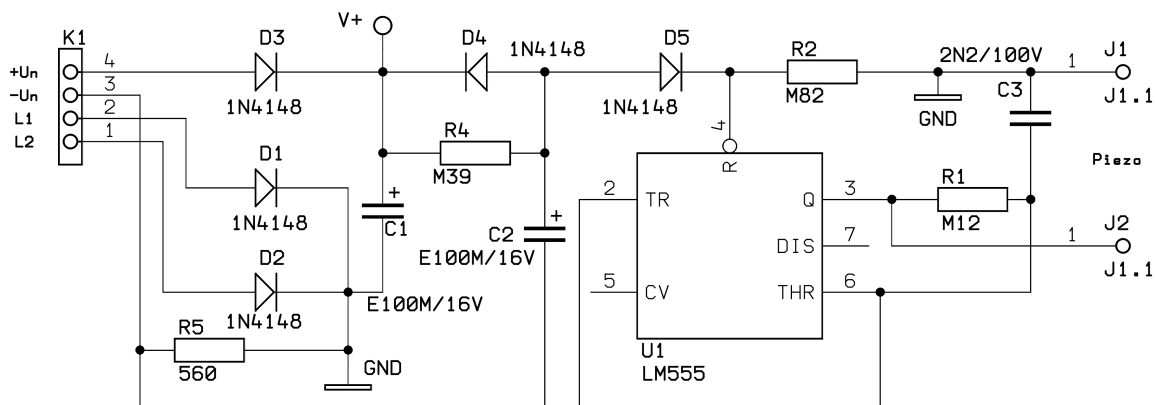 K1
V+
D3
D4
1N4148
D5
R2
2N2/100V
J1
+Un
4
1
-Un
3
1N4148
1N4148
M82
C3
J1.1
L1
2
GND
L2
1
R4
4
D1
M39
R
Piezo
2
TR
Q
3
R1
+
C1
1N4148
+
C2
M12
J2
D2
E100M/16V
DIS
7
1
J1.1
5
CV
THR
6
E100M/16V
1N4148
R5
U1
560
GND
LM555